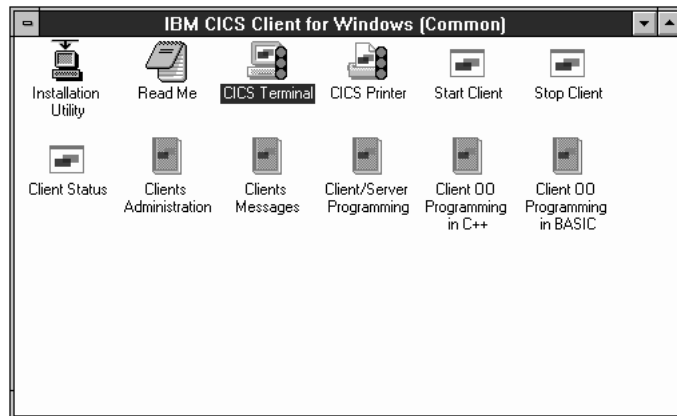 IBM CICS Client for Windows (Common)
Installation
Utility
Read Me
CICS Terminal
CICS Printer
Start Client
Stop Client
Client Status
Clients
Administration
Clients
Messages
Client/Server
Programming
Client OO
Programming
in C++
Client OO
Programming
in BASIC